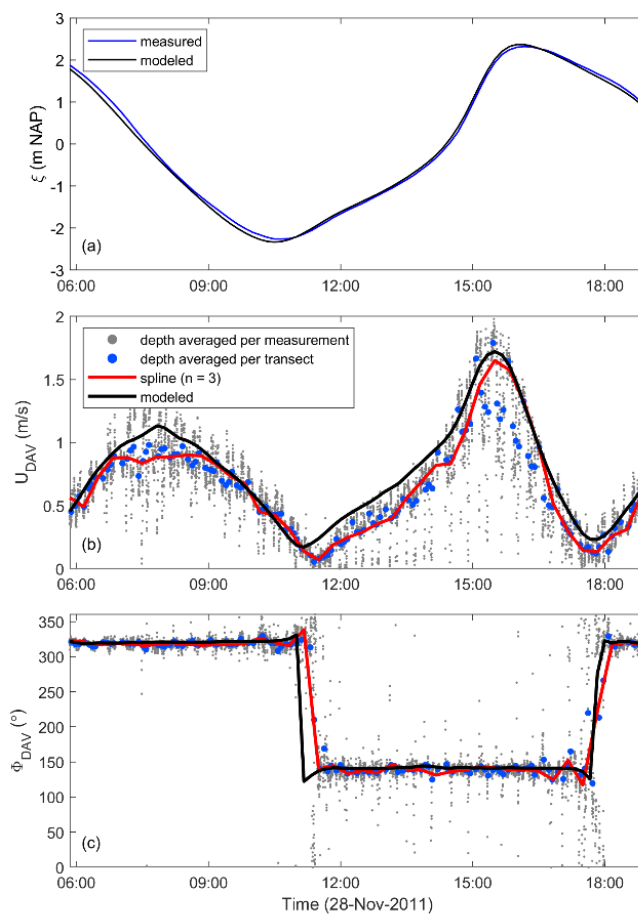 3
2
1
0
-1
-2
-3
ξ (m NAP)
measured
modeled
(a)
06:00 09:00 12:00 15:00 18:00
2
1.5
1
0.5
0
U_DAV (m/s)
depth averaged per measurement
depth averaged per transect
spline (n = 3)
modeled
(b)
06:00 09:00 12:00 15:00 18:00
350
300
250
200
150
100
50
0
Φ_DAV (°)
(c)
06:00 09:00 12:00 15:00 18:00
Time (28-Nov-2011)